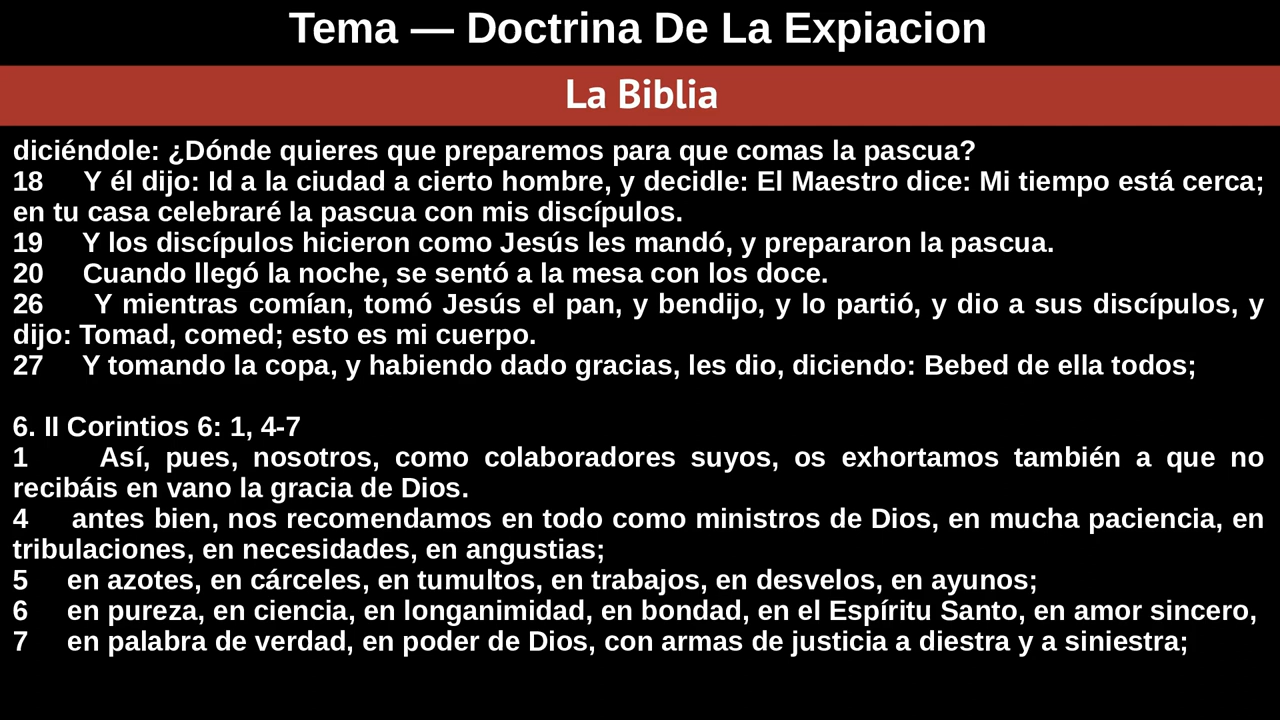 Tema — Doctrina De La Expiacion
La Biblia
diciéndole: ¿Dónde quieres que preparemos para que comas la pascua?
18 Y él dijo: Id a la ciudad a cierto hombre, y decidle: El Maestro dice: Mi tiempo está cerca;
en tu casa celebraré la pascua con mis discípulos.
19 Y los discípulos hicieron como Jesús les mandó, y prepararon la pascua.
20 Cuando llegó la noche, se sentó a la mesa con los doce.
26 Y mientras comían, tomó Jesús el pan, y bendijo, y lo partió, y dio a sus discípulos, y
dijo: Tomad, comed; esto es mi cuerpo.
27 Y tomando la copa, y habiendo dado gracias, les dio, diciendo: Bebed de ella todos;
6. II Corintios 6: 1, 4-7
1 Así, pues, nosotros, como colaboradores suyos, os exhortamos también a que no
recibáis en vano la gracia de Dios.
4 antes bien, nos recomendamos en todo como ministros de Dios, en mucha paciencia, en
tribulaciones, en necesidades, en angustias;
5 en azotes, en cárceles, en tumultos, en trabajos, en desvelos, en ayunos;
6 en pureza, en ciencia, en longanimidad, en bondad, en el Espíritu Santo, en amor sincero,
7 en palabra de verdad, en poder de Dios, con armas de justicia a diestra y a siniestra;